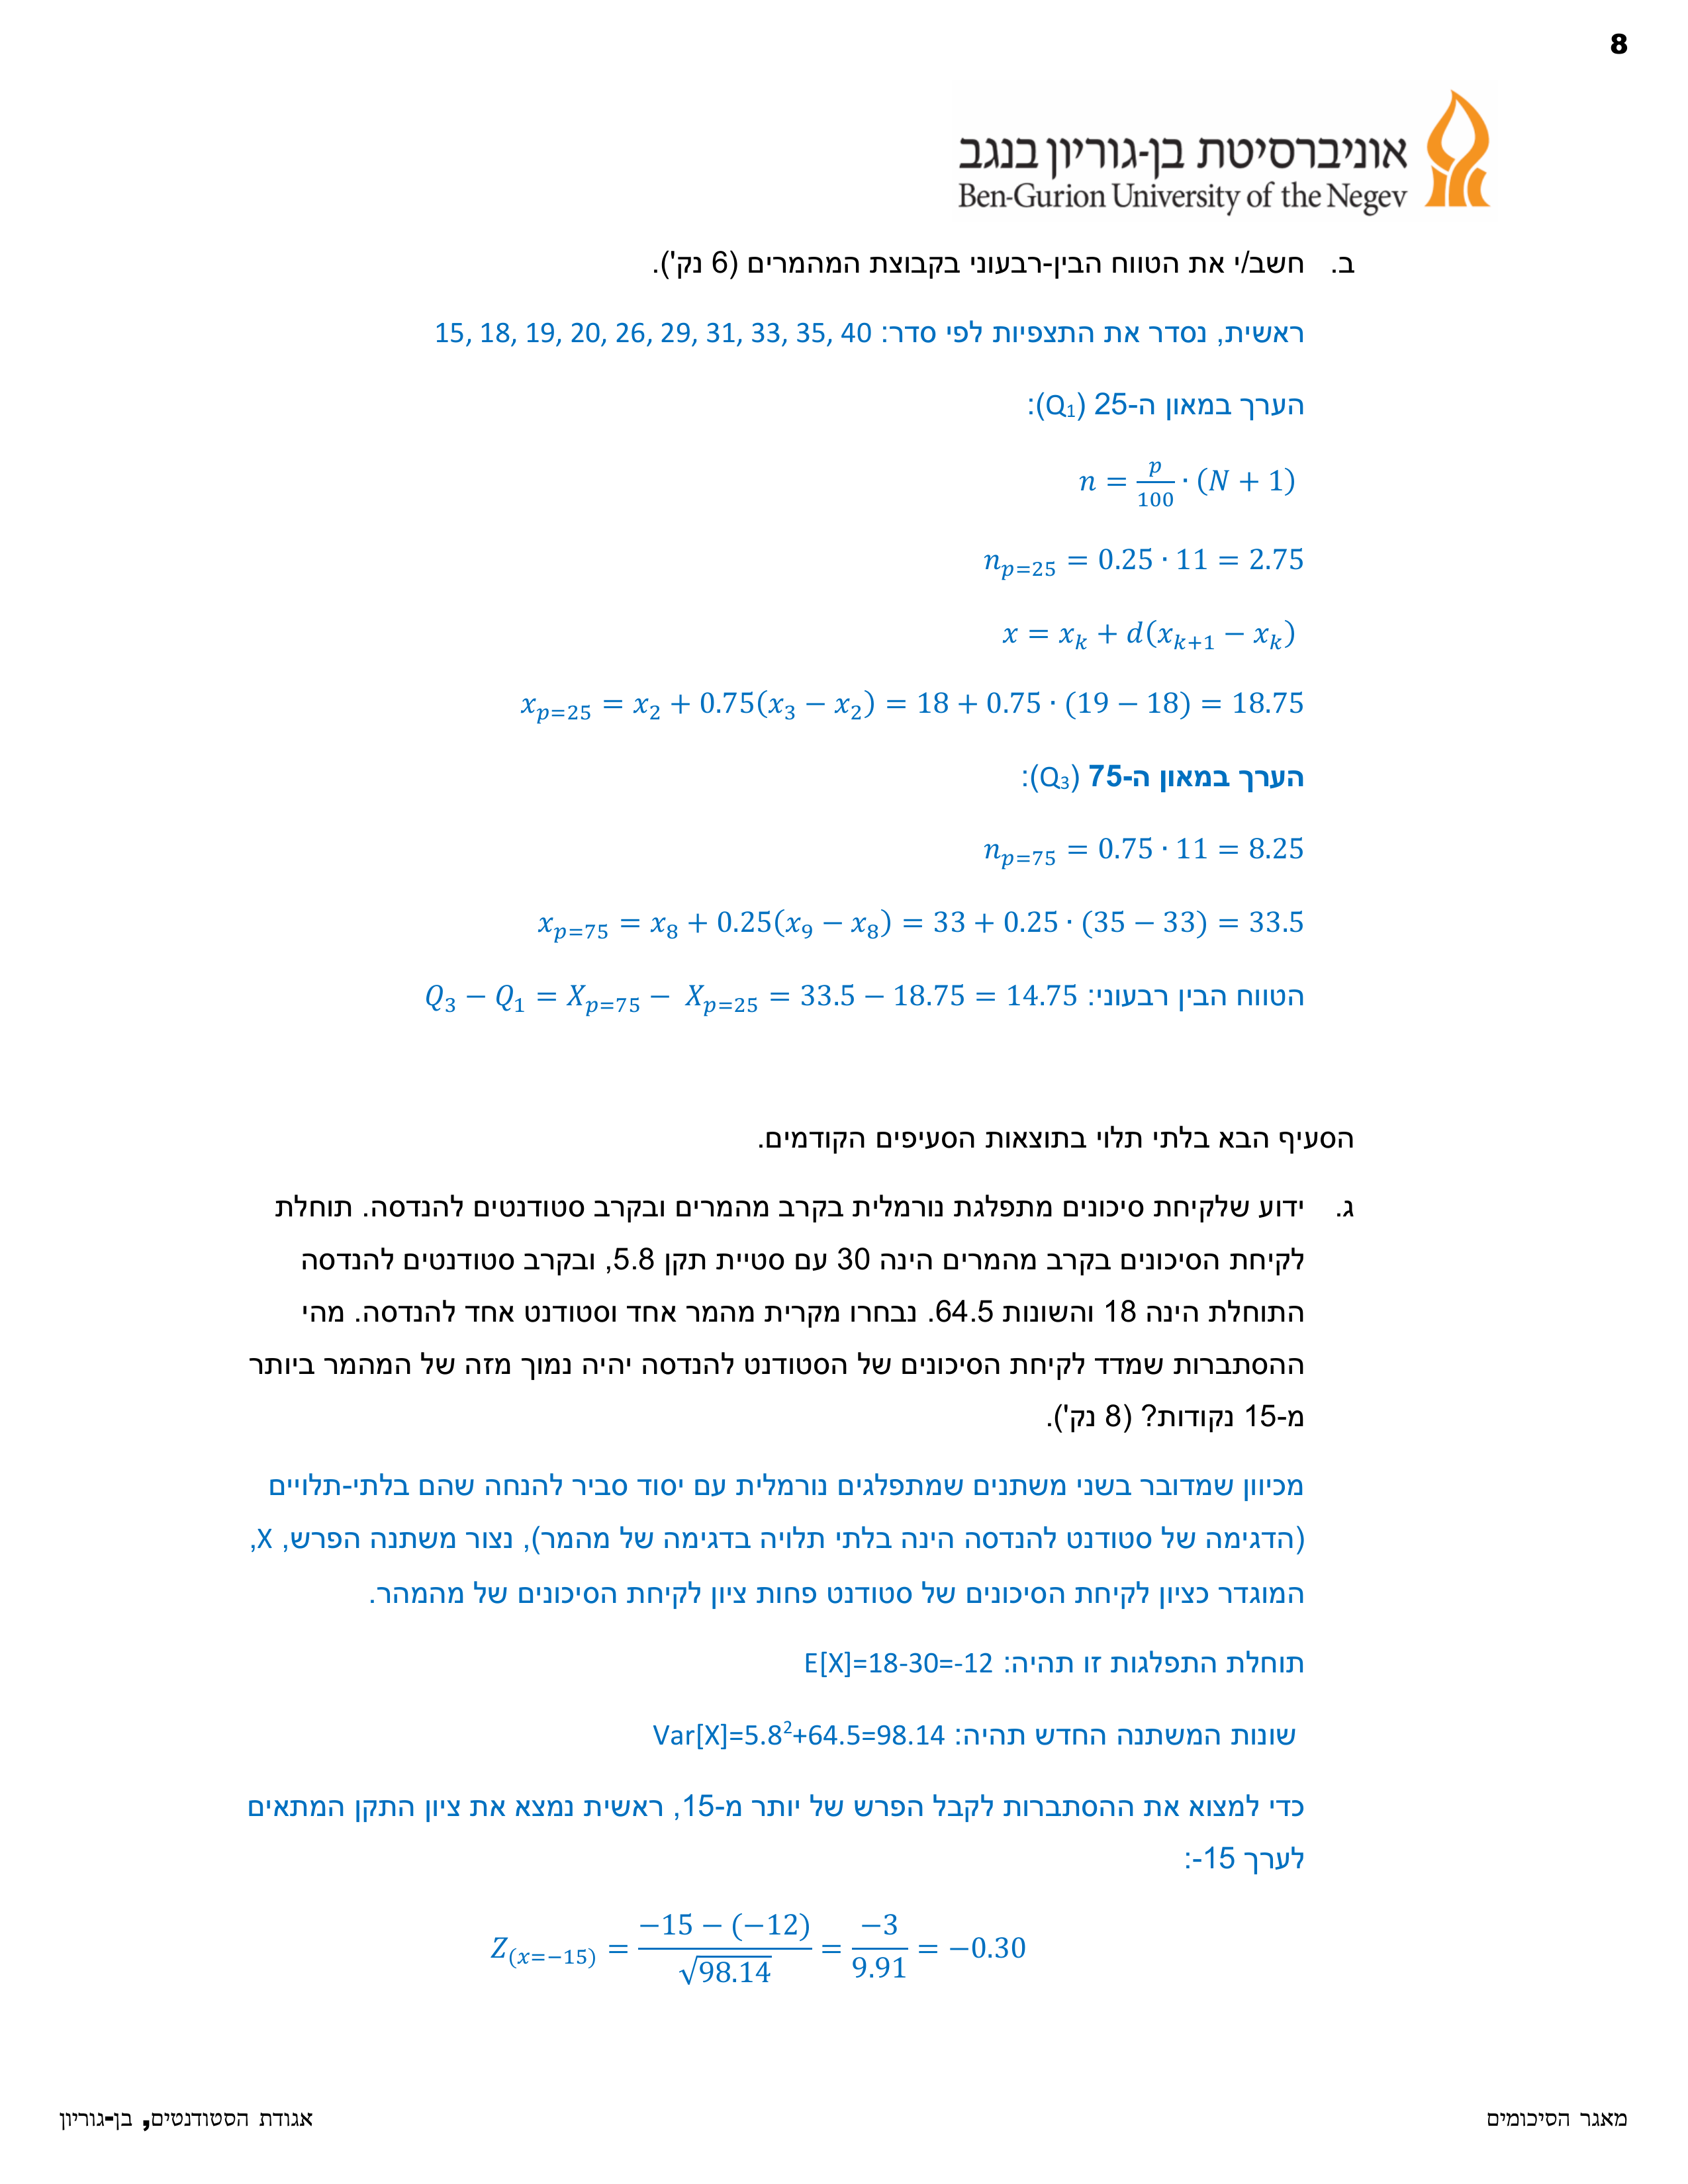 8
אוניברסיטת בן-גוריון בנגב
Ben-Gurion University of the Negev
ב. חשב/י את הטווח הבין-רבעוני בקבוצת המהמרים (6 נק').
ראשית, נסדר את התצפיות לפי סדר: 15, 18, 19, 20, 26, 29, 31, 33, 35, 40
הערך במאון ה-25 (Q₁):
n = p/100 · (N + 1)
n_{p=25} = 0.25 · 11 = 2.75
x = x_k + d(x_{k+1} − x_k)
x_{p=25} = x_2 + 0.75(x_3 − x_2) = 18 + 0.75 · (19 − 18) = 18.75
הערך במאון ה-75 (Q₃):
n_{p=75} = 0.75 · 11 = 8.25
x_{p=75} = x_8 + 0.25(x_9 − x_8) = 33 + 0.25 · (35 − 33) = 33.5
הטווח הבין רבעוני: Q_3 − Q_1 = X_{p=75} − X_{p=25} = 33.5 − 18.75 = 14.75
הסעיף הבא בלתי תלוי בתוצאות הסעיפים הקודמים.
ג. ידוע שלקיחת סיכונים מתפלגת נורמלית בקרב מהמרים ובקרב סטודנטים להנדסה. תוחלת
לקיחת הסיכונים בקרב מהמרים הינה 30 עם סטיית תקן 5.8, ובקרב סטודנטים להנדסה
התוחלת הינה 18 והשונות 64.5. נבחרו מקרית מהמר אחד וסטודנט אחד להנדסה. מהי
ההסתברות שמדד לקיחת הסיכונים של הסטודנט להנדסה יהיה נמוך מזה של המהמר ביותר
מ-15 נקודות? (8 נק').
מכיוון שמדובר בשני משתנים שמתפלגים נורמלית עם יסוד סביר להנחה שהם בלתי-תלויים
(הדגימה של סטודנט להנדסה הינה בלתי תלויה בדגימה של מהמר), נצור משתנה הפרש, X,
המוגדר כציון לקיחת הסיכונים של סטודנט פחות ציון לקיחת הסיכונים של מהמהר.
תוחלת התפלגות זו תהיה: E[X]=18-30=-12
שונות המשתנה החדש תהיה: Var[X]=5.8²+64.5=98.14
כדי למצוא את ההסתברות לקבל הפרש של יותר מ-15, ראשית נמצא את ציון התקן המתאים
לערך 15-:
Z_{(x=−15)} = (−15 − (−12))/√98.14 = −3/9.91 = −0.30
מאגר הסיכומים
אגודת הסטודנטים, בן-גוריון